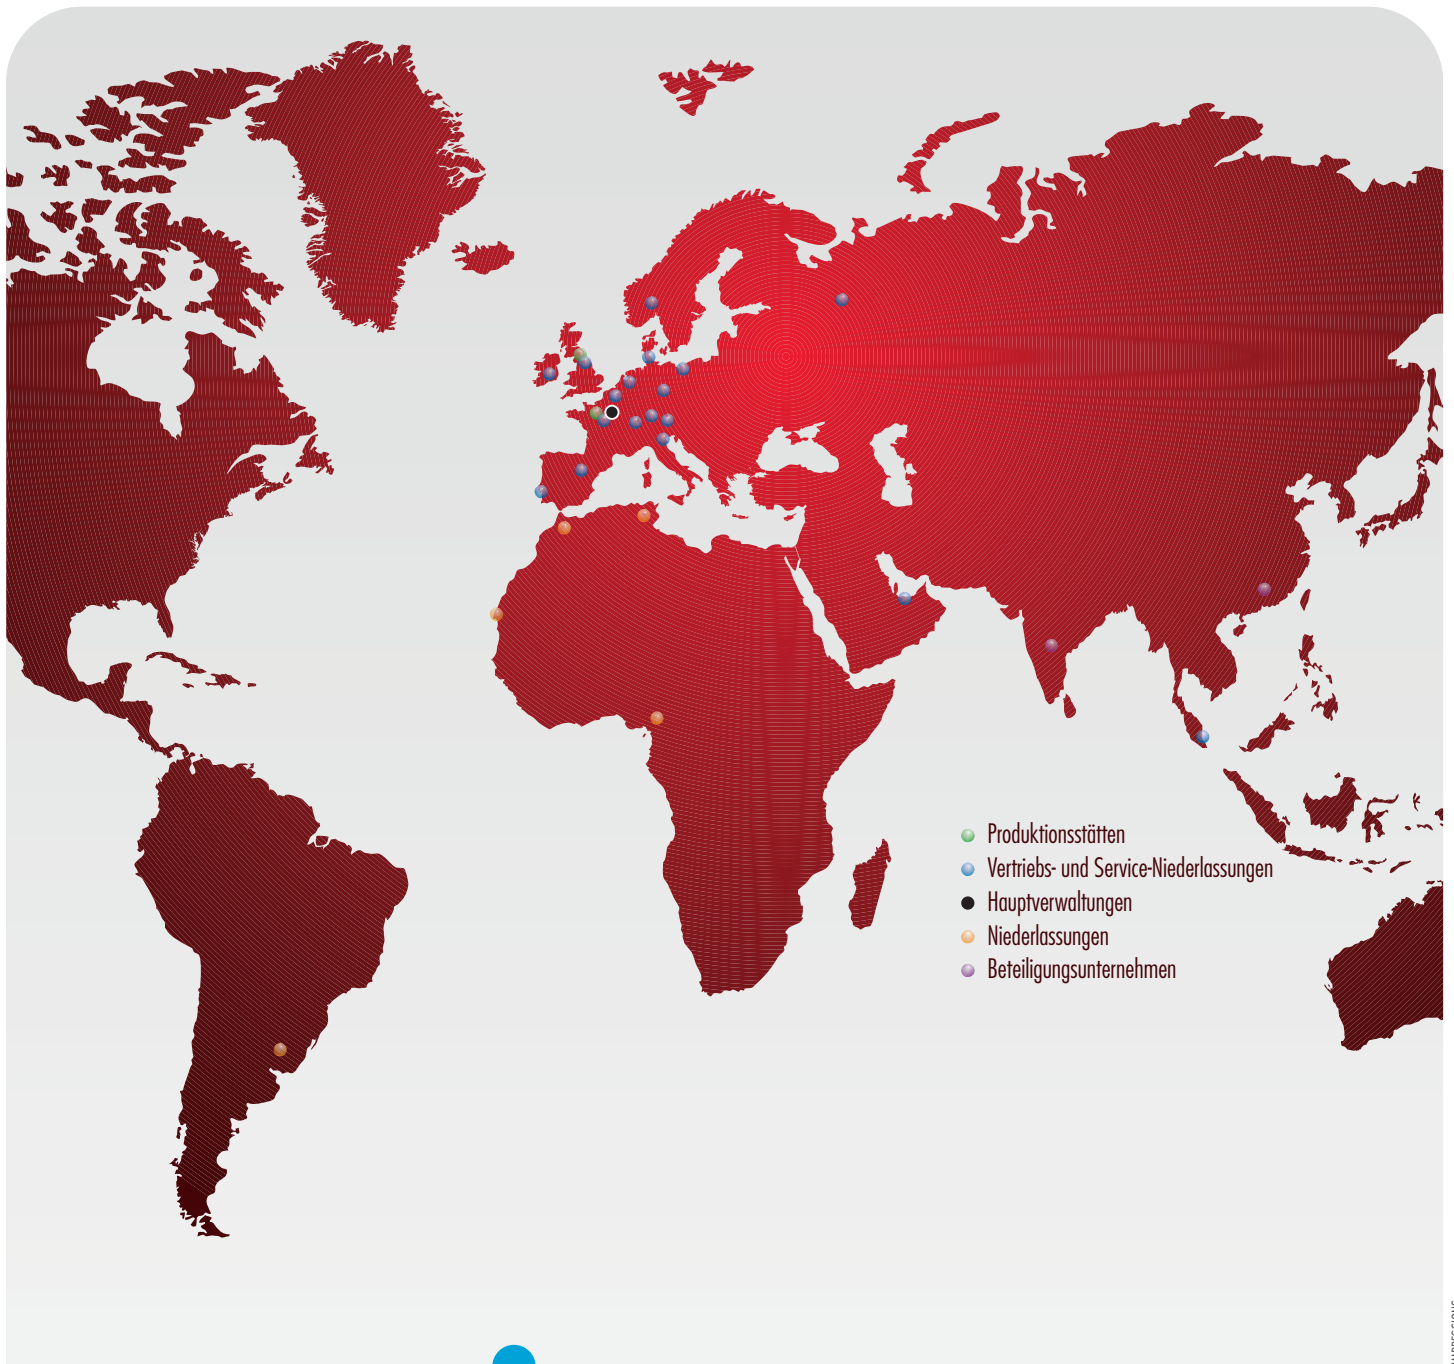 Produktionsstätten
Vertriebs- und Service-Niederlassungen
Hauptverwaltungen
Niederlassungen
Beteiligungsunternehmen